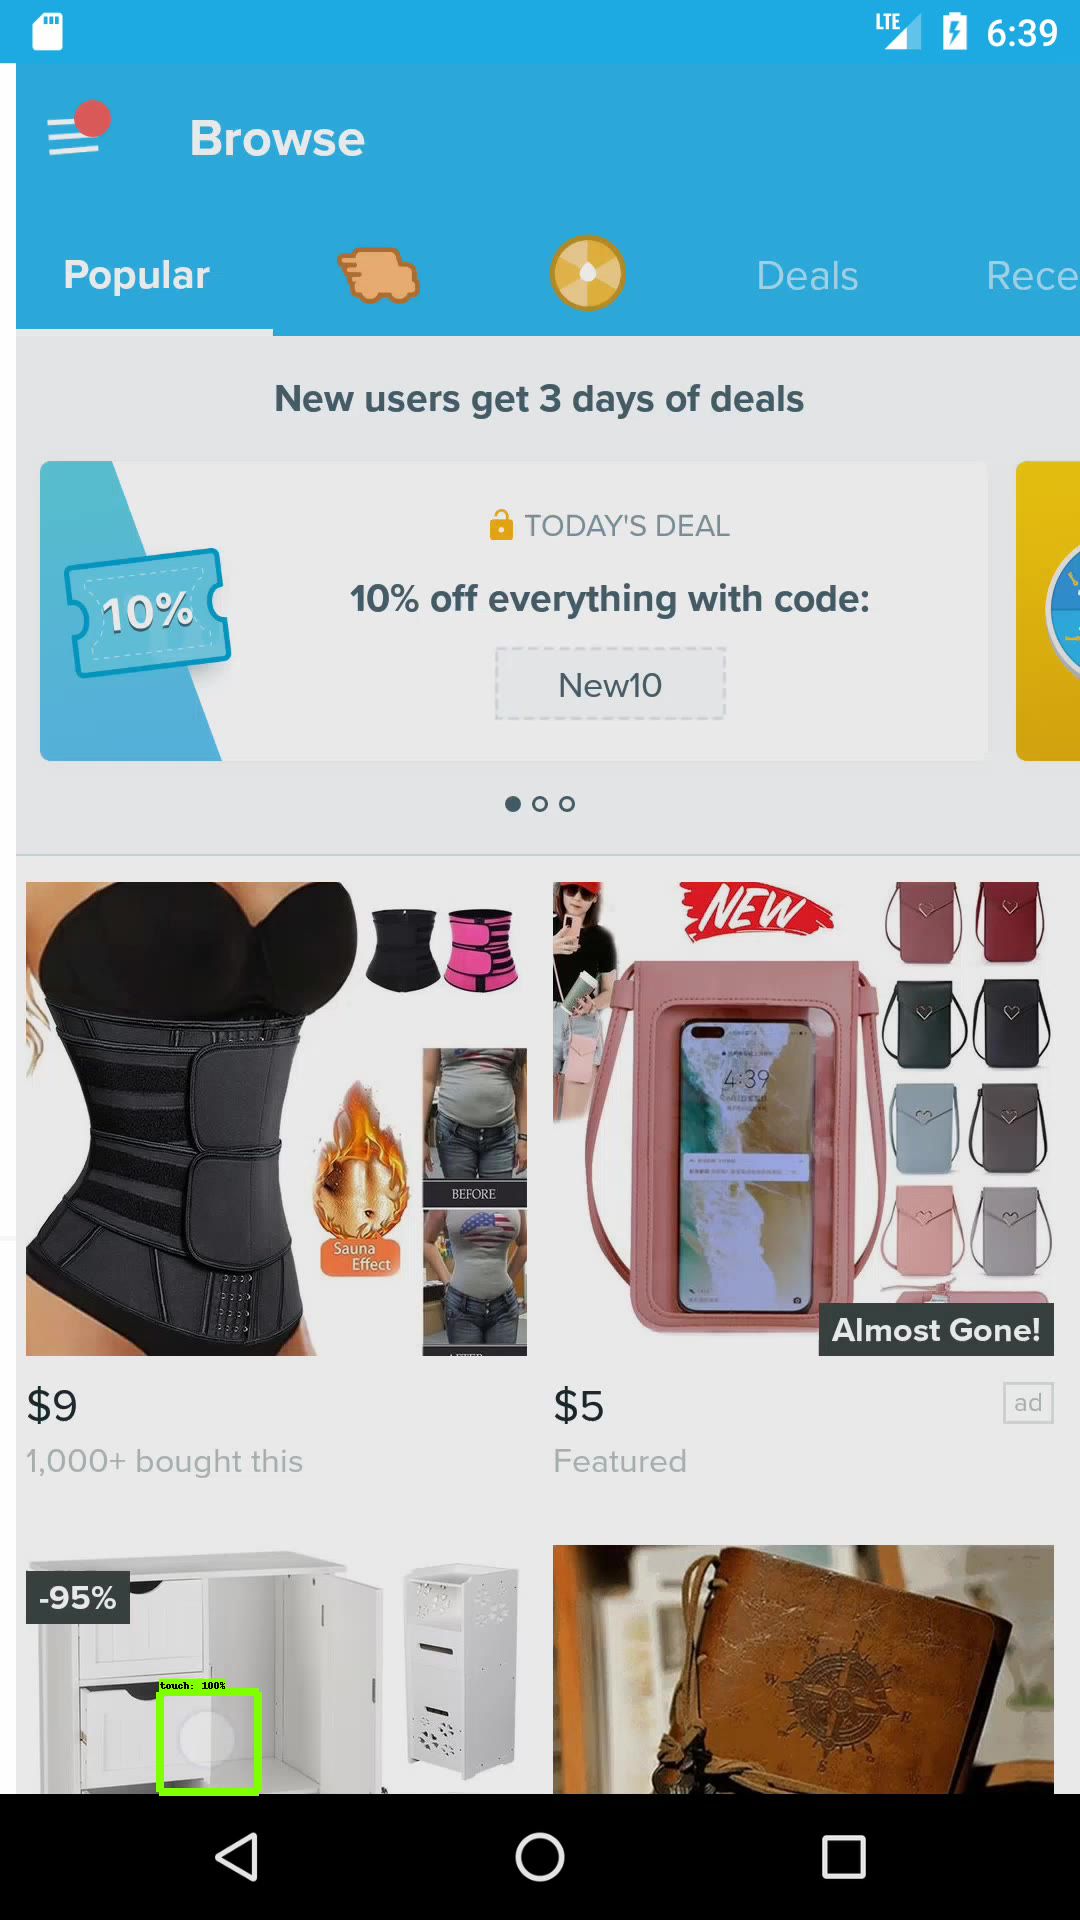 LTE 6:39
Browse
Popular Deals Rece
New users get 3 days of deals
TODAY'S DEAL
10% off everything with code:
10%
New10
NEW
4:39
BEFORE
Sauna
Effect
Almost Gone!
$9
1,000+ bought this
$5 ad
Featured
-95%
touch: 100%